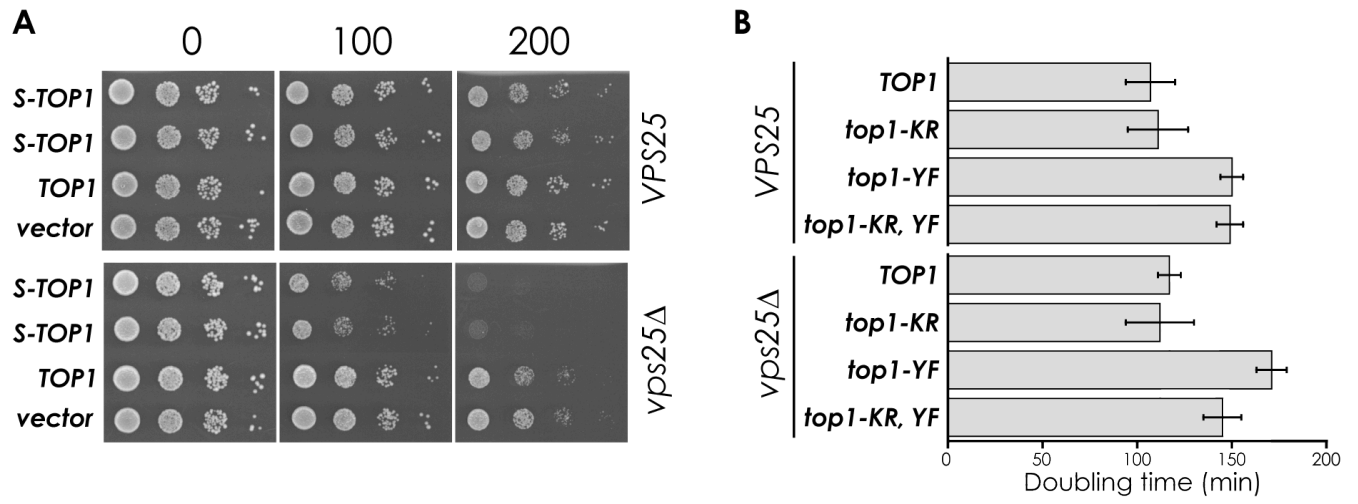 A
0 100 200
S-TOP1
S-TOP1
TOP1
vector
VPS25
S-TOP1
S-TOP1
TOP1
vector
vps25Δ
B
VPS25
TOP1
top1-KR
top1-YF
top1-KR, YF
vps25Δ
TOP1
top1-KR
top1-YF
top1-KR, YF
0 50 100 150 200
Doubling time (min)